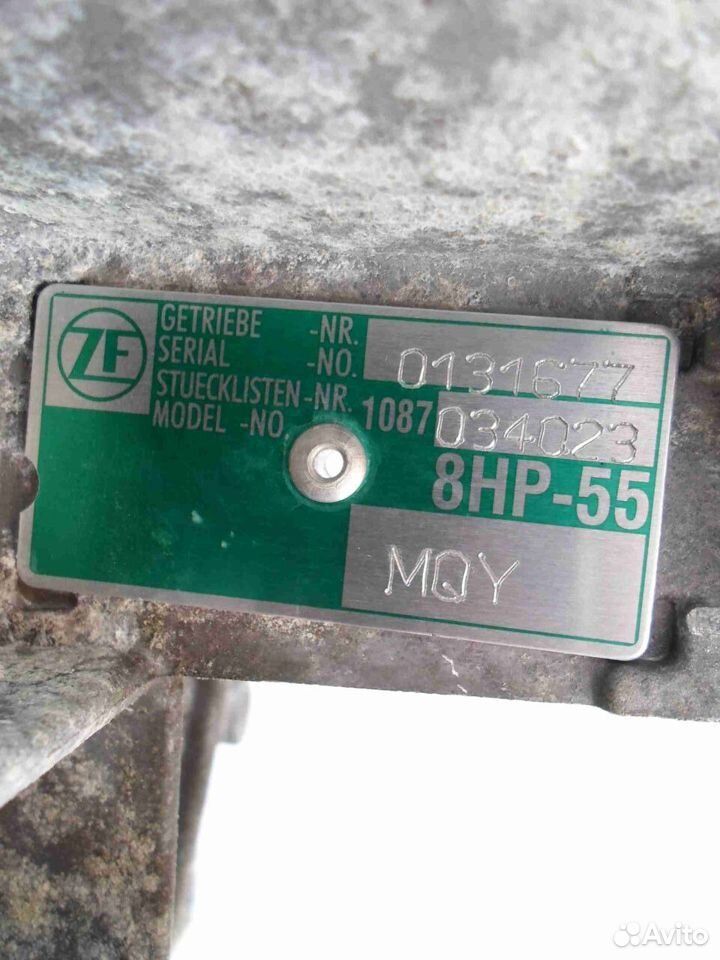 ZF
GETRIEBE -NR.
SERIAL -NO. 0131677
STUECKLISTEN-NR.
MODEL -NO 1087 034023
8HP-55
MQY
Avito